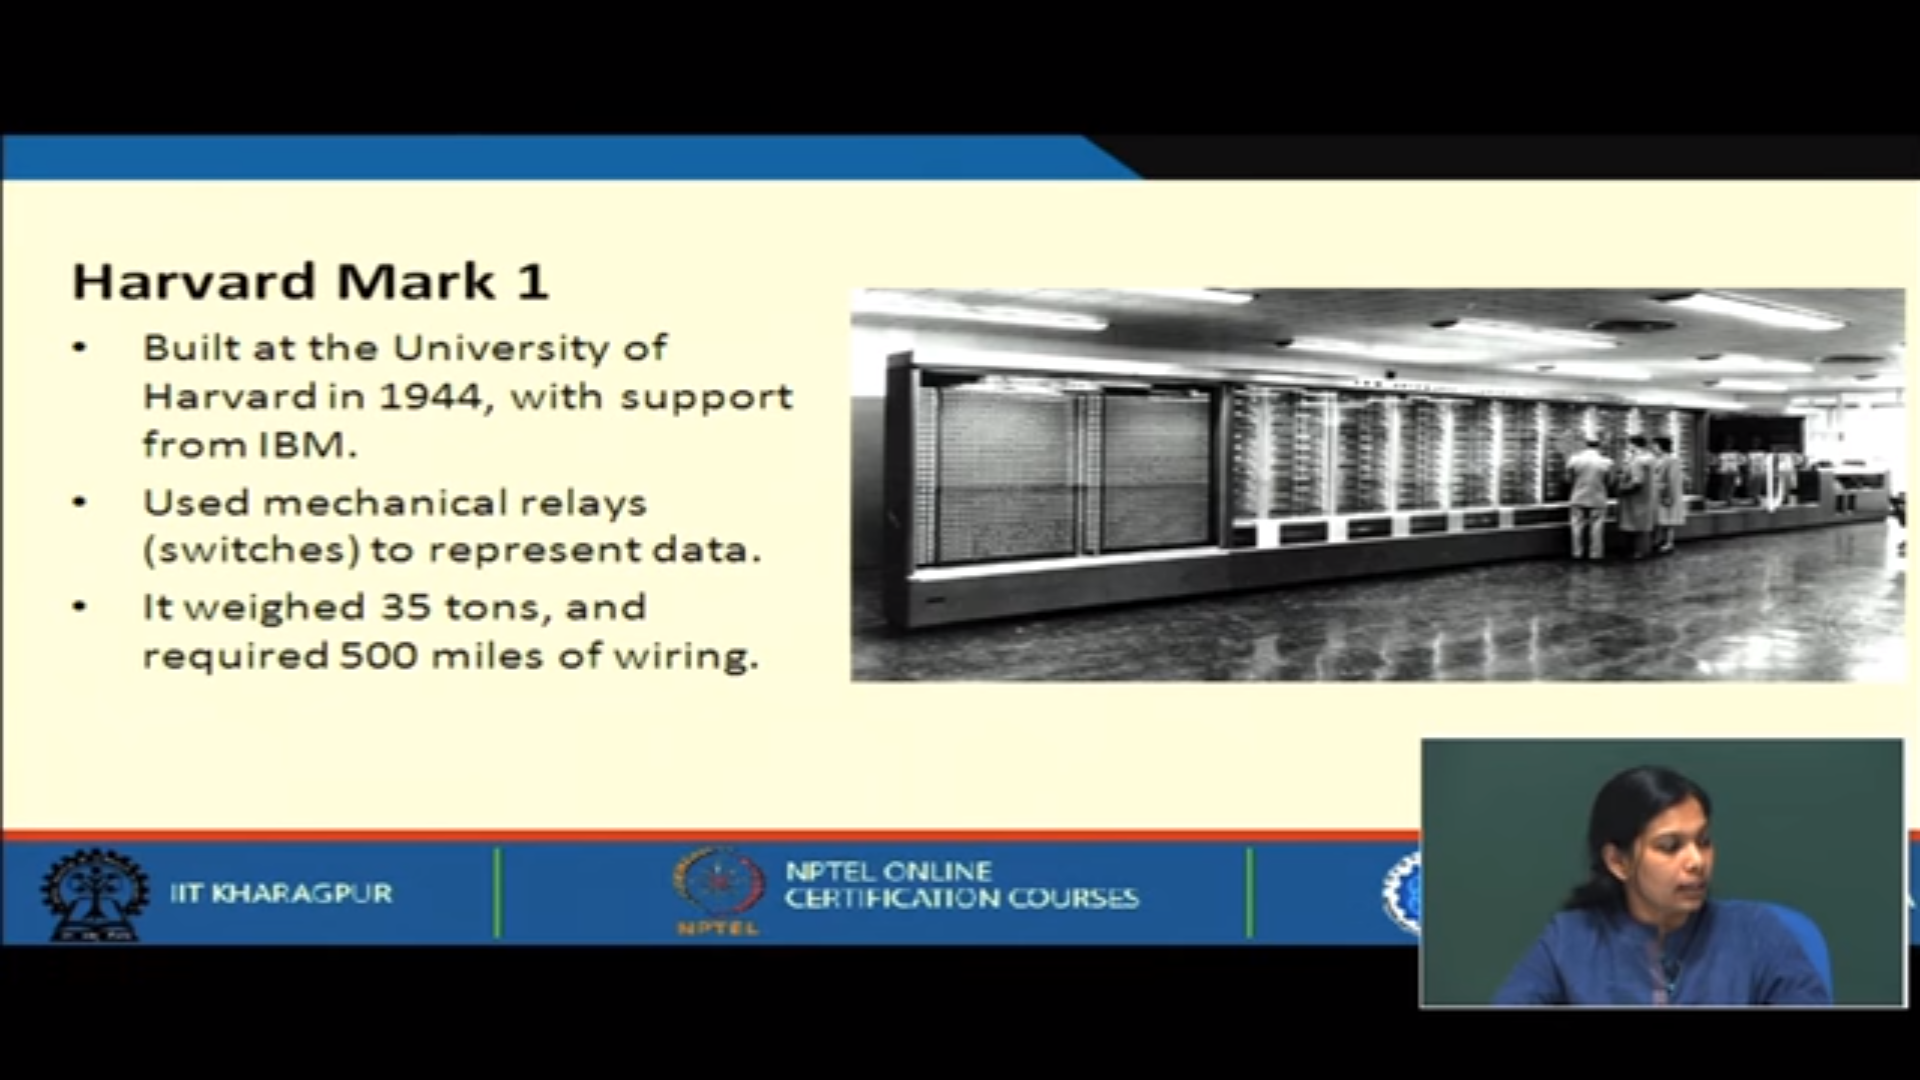 Harvard Mark 1
• Built at the University of
Harvard in 1944, with support
from IBM.
• Used mechanical relays
(switches) to represent data.
• It weighed 35 tons, and
required 500 miles of wiring.
IIT KHARAGPUR
NPTEL
NPTEL ONLINE
CERTIFICATION COURSES